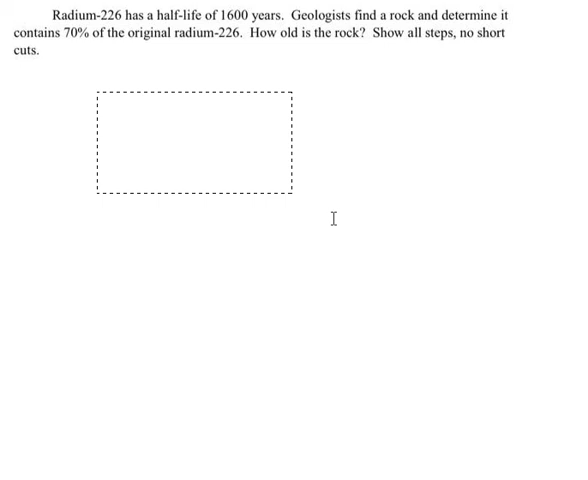 Radium-226 has a half-life of 1600 years. Geologists find a rock and determine it
contains 70% of the original radium-226. How old is the rock? Show all steps, no short
cuts.